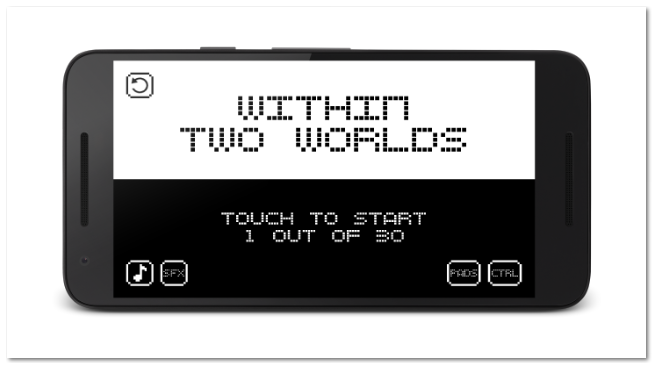 WITHIN
TWO WORLDS
TOUCH TO START
1 OUT OF 30
SFX
PADS
CTRL